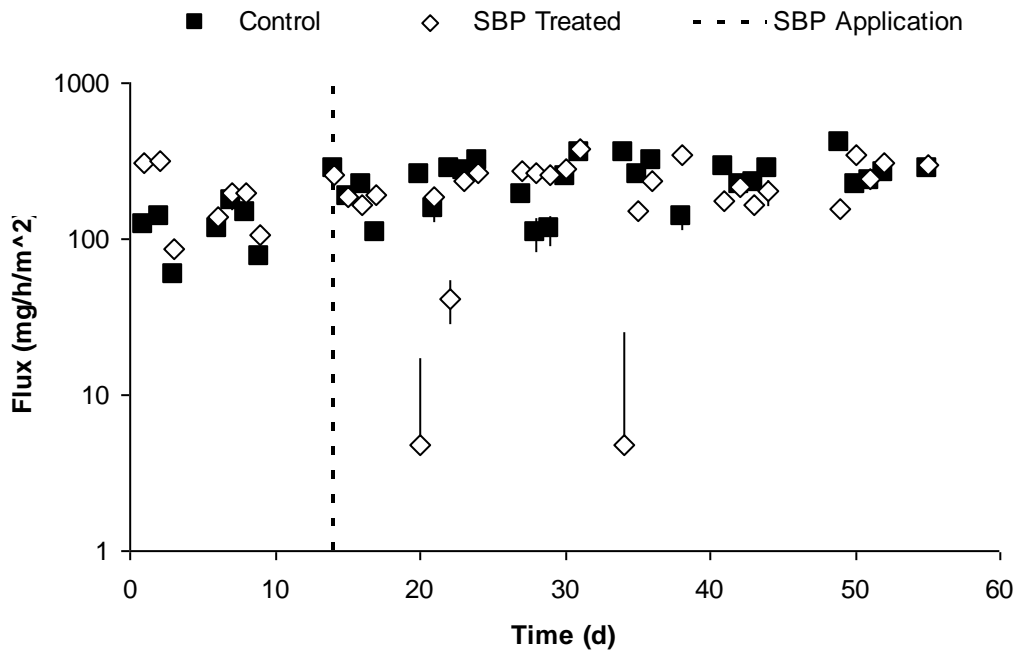 Control SBP Treated SBP Application
1000
100
10
1
Flux (mg/h/m^2)
0 10 20 30 40 50 60
Time (d)